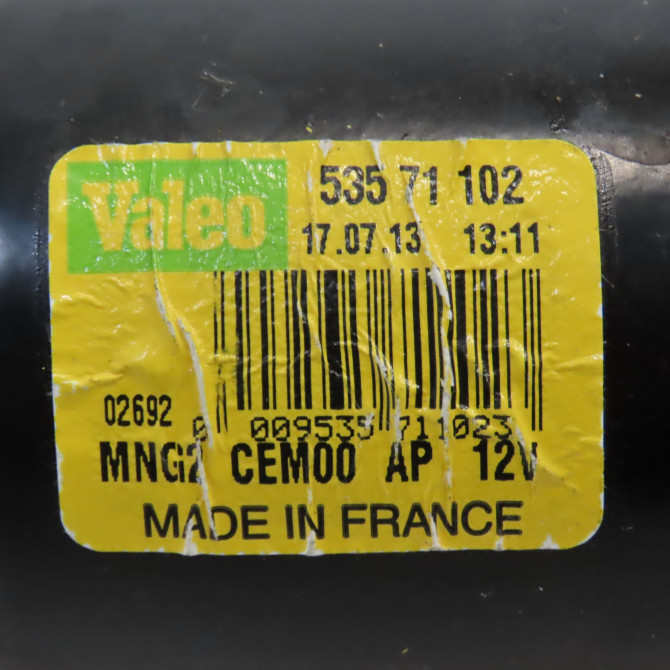 Valeo
535 71 102
17.07.13 13:11
02692
0 009535 711023
MNG2 CEM00 AP 12V
MADE IN FRANCE